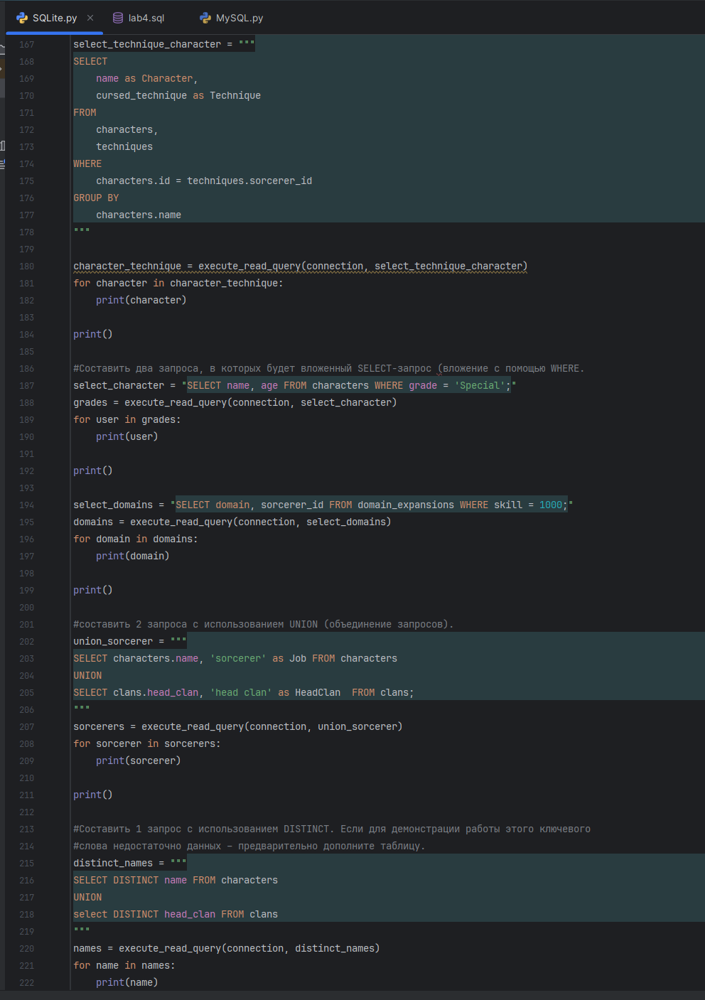 SQLite.py
lab4.sql
MySQL.py
167 select_technique_character = """
168 SELECT
169     name as Character,
170     cursed_technique as Technique
171 FROM
172     characters,
173     techniques
174 WHERE
175     characters.id = techniques.sorcerer_id
176 GROUP BY
177     characters.name
178 """
179
180 character_technique = execute_read_query(connection, select_technique_character)
181 for character in character_technique:
182     print(character)
183
184 print()
185
186 #Составить два запроса, в которых будет вложенный SELECT-запрос (вложение с помощью WHERE.
187 select_character = "SELECT name, age FROM characters WHERE grade = 'Special';"
188 grades = execute_read_query(connection, select_character)
189 for user in grades:
190     print(user)
191
192 print()
193
194 select_domains = "SELECT domain, sorcerer_id FROM domain_expansions WHERE skill = 1000;"
195 domains = execute_read_query(connection, select_domains)
196 for domain in domains:
197     print(domain)
198
199 print()
200
201 #составить 2 запроса с использованием UNION (объединение запросов).
202 union_sorcerer = """
203 SELECT characters.name, 'sorcerer' as Job FROM characters
204 UNION
205 SELECT clans.head_clan, 'head clan' as HeadClan  FROM clans;
206 """
207 sorcerers = execute_read_query(connection, union_sorcerer)
208 for sorcerer in sorcerers:
209     print(sorcerer)
210
211 print()
212
213 #Составить 1 запрос с использованием DISTINCT. Если для демонстрации работы этого ключевого
214 #слова недостаточно данных – предварительно дополните таблицу.
215 distinct_names = """
216 SELECT DISTINCT name FROM characters
217 UNION
218 select DISTINCT head_clan FROM clans
219 """
220 names = execute_read_query(connection, distinct_names)
221 for name in names:
222     print(name)